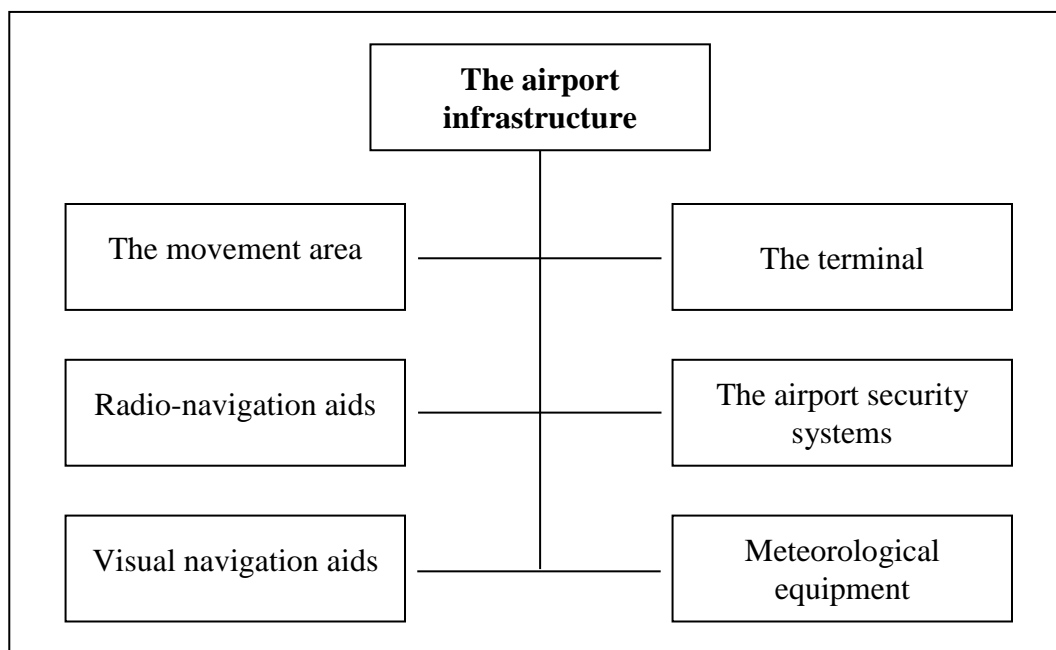 The airport
infrastructure
The movement area
The terminal
Radio-navigation aids
The airport security
systems
Visual navigation aids
Meteorological
equipment